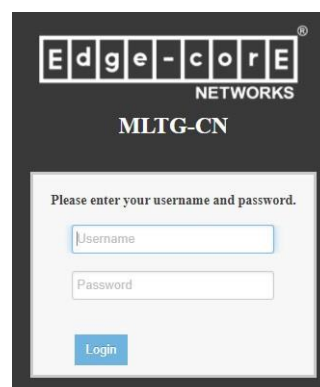 Edge-corE®
NETWORKS
MLTG-CN
Please enter your username and password.
Username
Password
Login